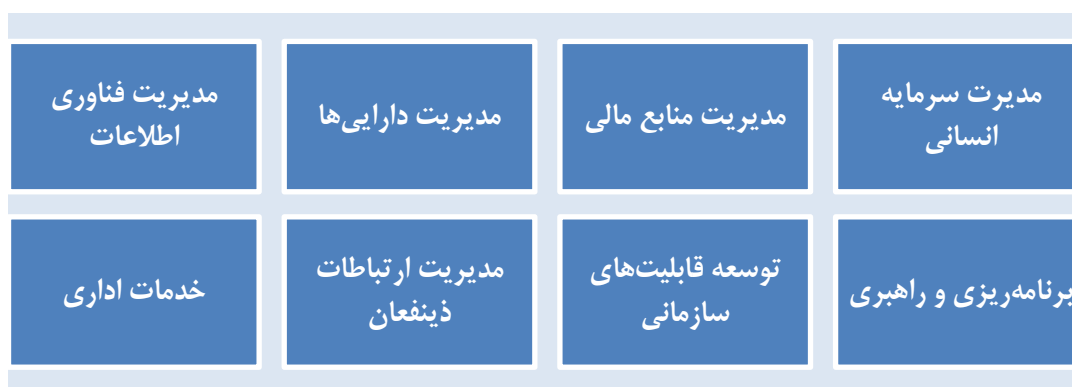 مدیرت سرمایه
انسانی
مدیریت منابع مالی
مدیریت دارایی‌ها
مدیریت فناوری
اطلاعات
برنامه‌ریزی و راهبری
توسعه قابلیت‌های
سازمانی
مدیریت ارتباطات
ذینفعان
خدمات اداری